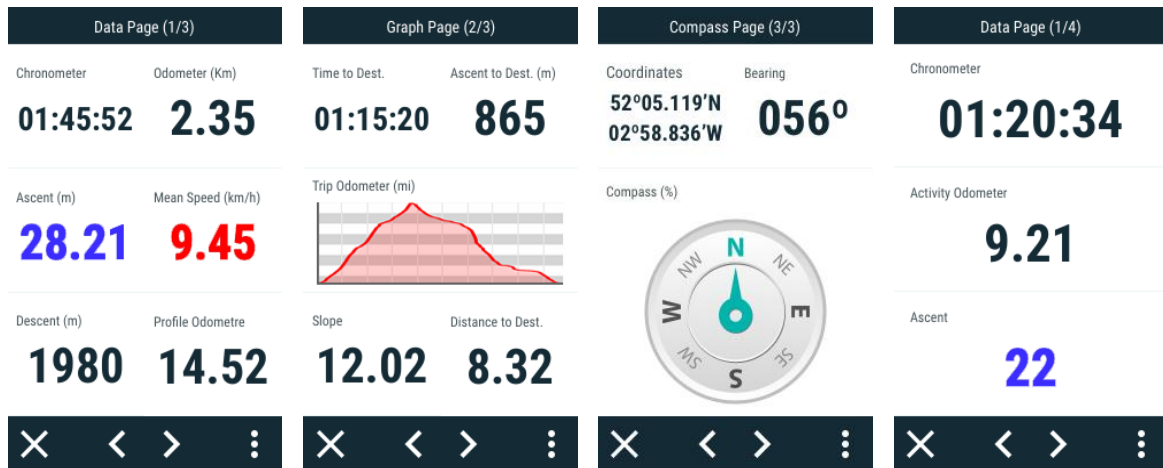 Data Page (1/3)
Chronometer Odometer (Km)
01:45:52 2.35
Ascent (m) Mean Speed (km/h)
28.21 9.45
Descent (m) Profile Odometre
1980 14.52
Graph Page (2/3)
Time to Dest. Ascent to Dest. (m)
01:15:20 865
Trip Odometer (mi)
Slope Distance to Dest.
12.02 8.32
Compass Page (3/3)
Coordinates Bearing
52º05.119’N
02º58.836’W
056º
Compass (%)
N
NW NE
W E
SW SE
S
Data Page (1/4)
Chronometer
01:20:34
Activity Odometer
9.21
Ascent
22